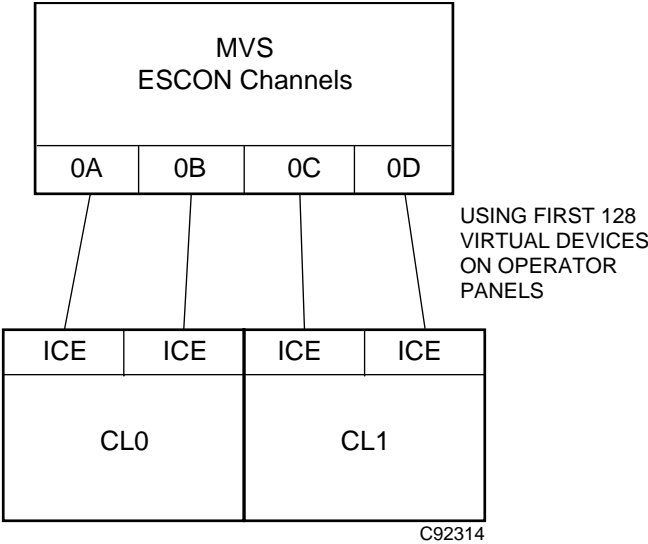 MVS
ESCON Channels
0A 0B 0C 0D
USING FIRST 128
VIRTUAL DEVICES
ON OPERATOR
PANELS
ICE ICE ICE ICE
CL0 CL1
C92314